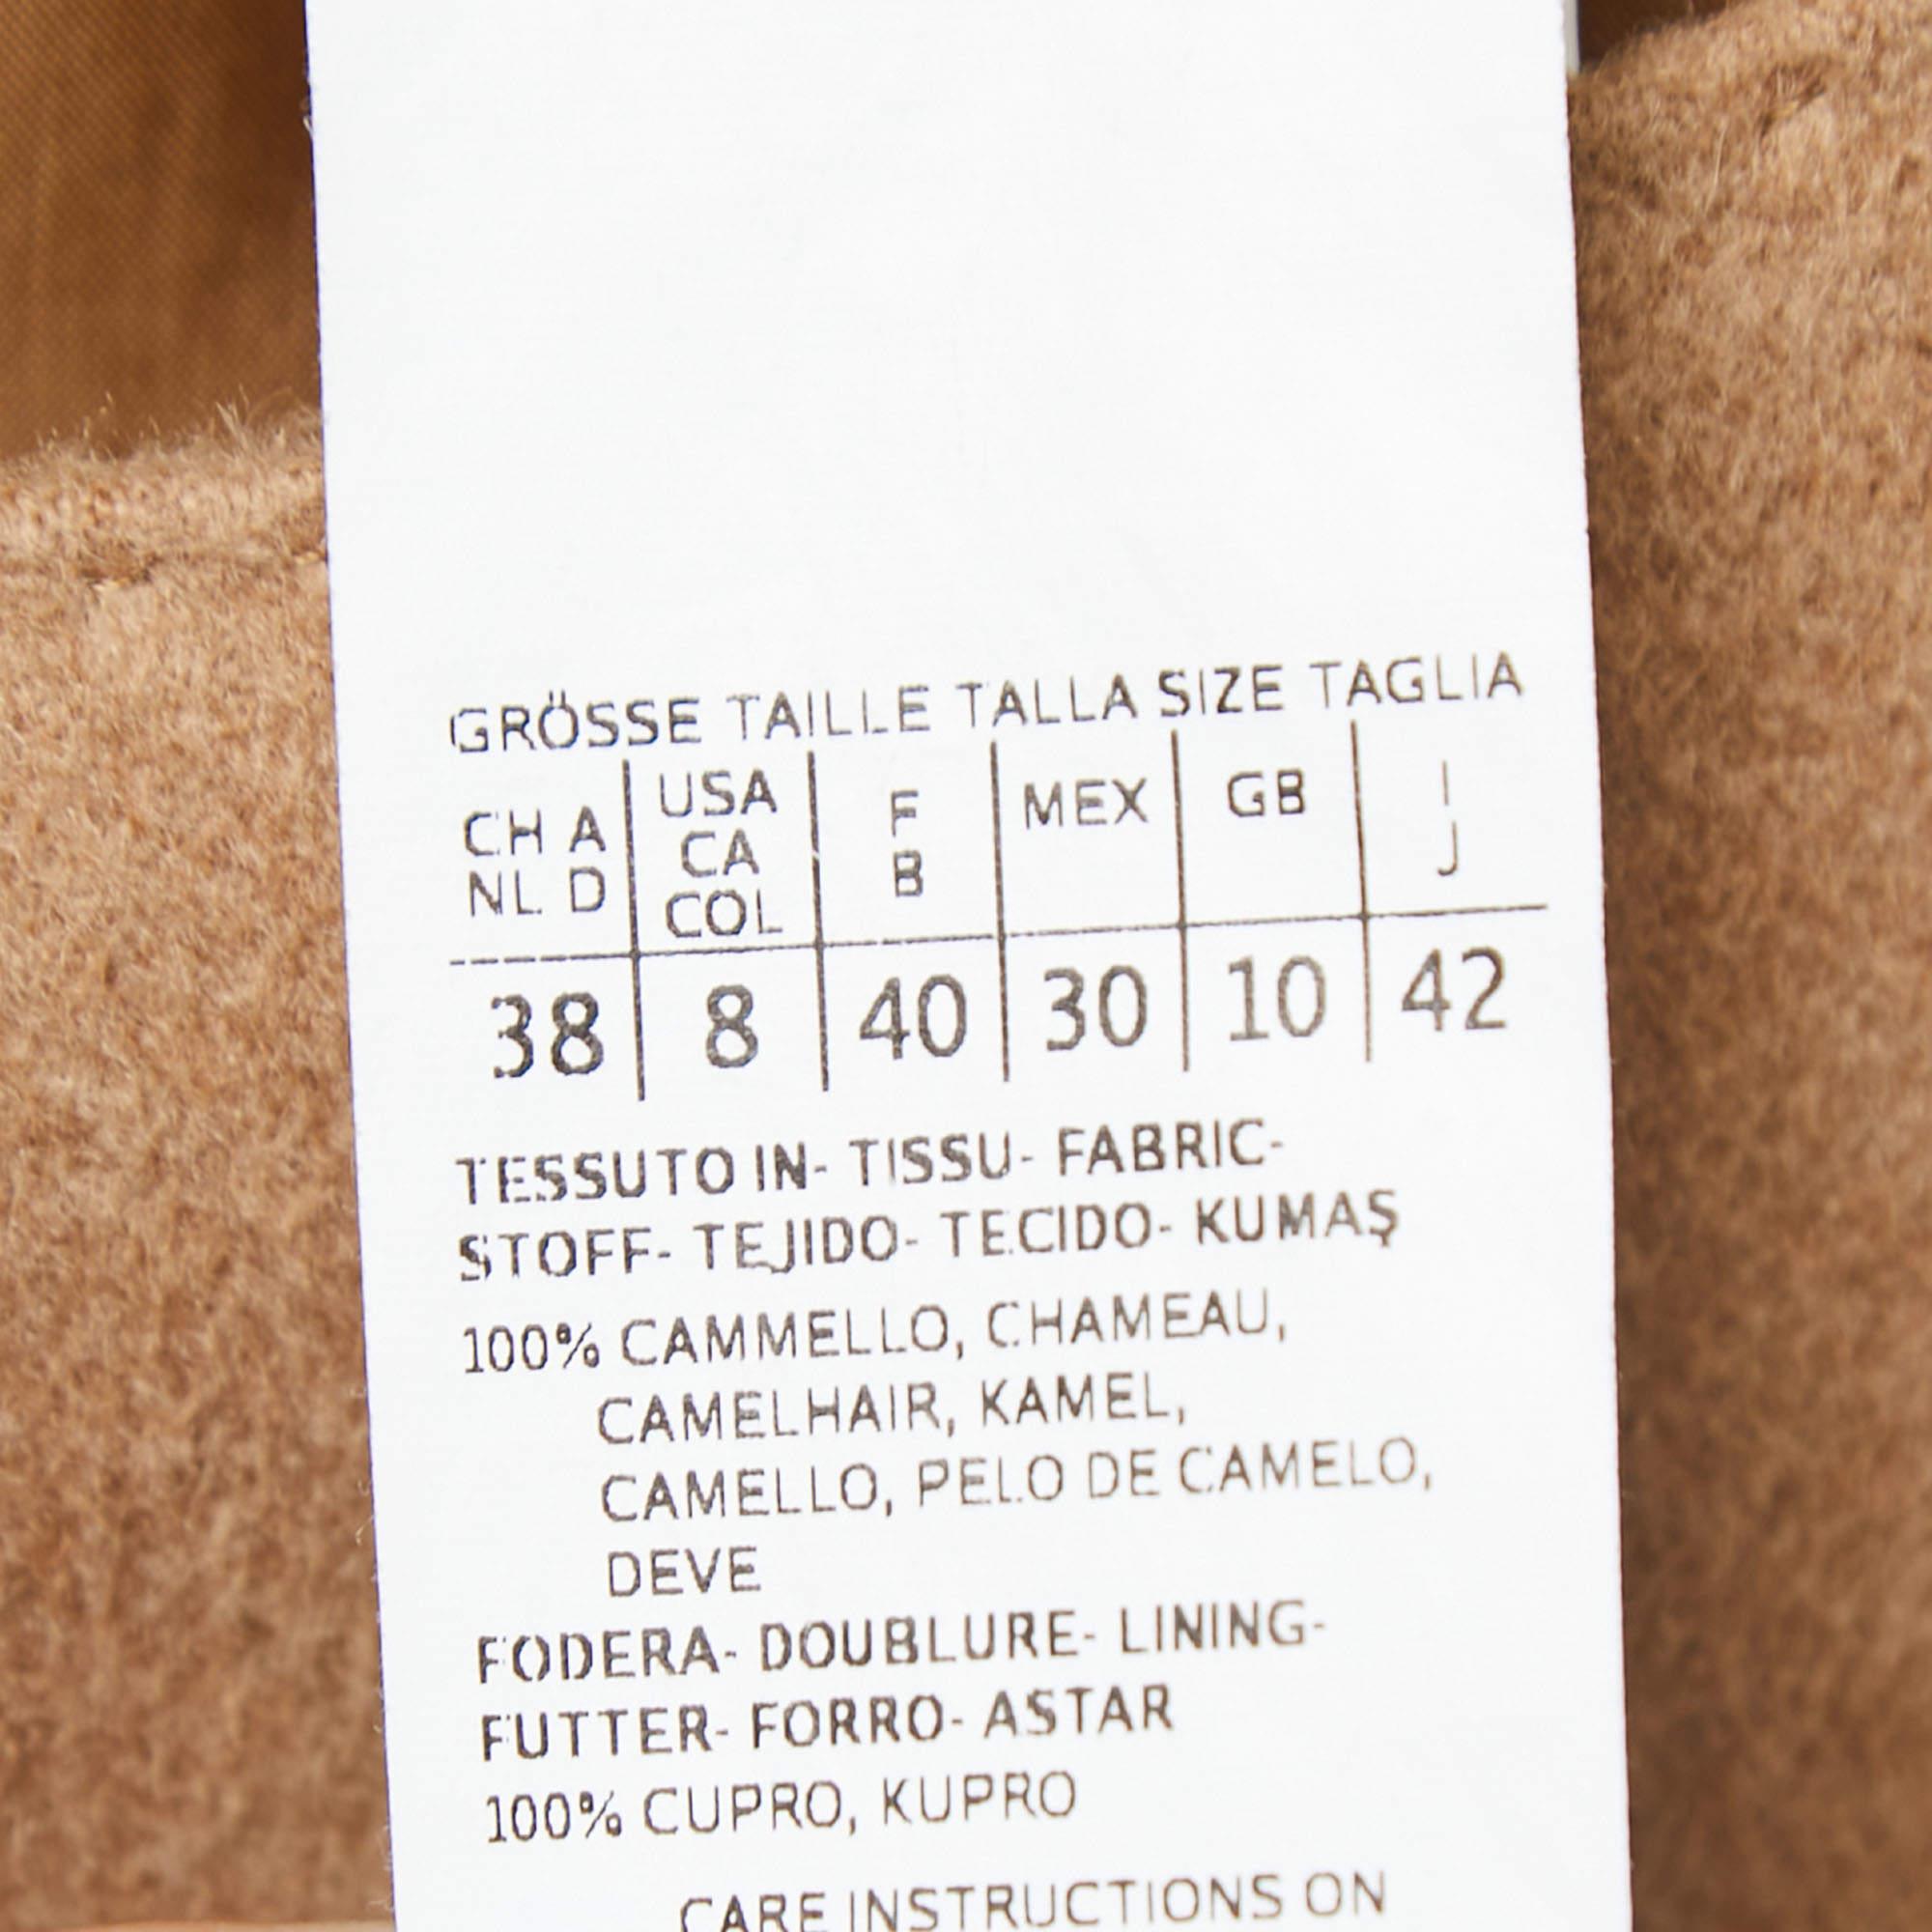 GRÖSSE TAILLE TALLA SIZE TAGLIA
CH A NL D USA CA COL F B MEX GB I J
38 8 40 30 10 42
TESSUTO IN- TISSU- FABRIC-
STOFF- TEJIDO- TECIDO- KUMAŞ
100% CAMMELLO, CHAMEAU,
CAMELHAIR, KAMEL,
CAMELLO, PELO DE CAMELO,
DEVE
FODERA- DOUBLURE- LINING-
FUTTER- FORRO- ASTAR
100% CUPRO, KUPRO
CARE INSTRUCTIONS ON